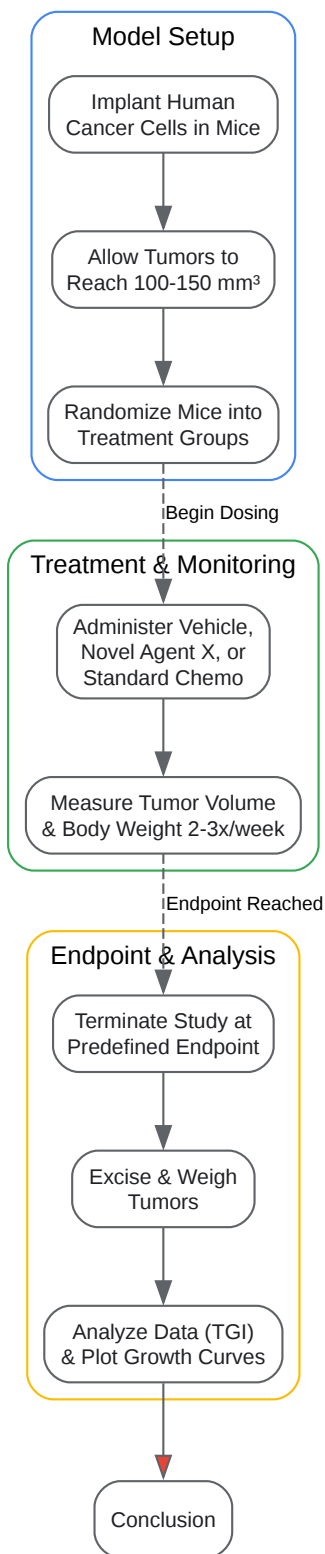 Model Setup
Implant Human
Cancer Cells in Mice
Allow Tumors to
Reach 100-150 mm³
Randomize Mice into
Treatment Groups
Begin Dosing
Treatment & Monitoring
Administer Vehicle,
Novel Agent X, or
Standard Chemo
Measure Tumor Volume
& Body Weight 2-3x/week
Endpoint Reached
Endpoint & Analysis
Terminate Study at
Predefined Endpoint
Excise & Weigh
Tumors
Analyze Data (TGI)
& Plot Growth Curves
Conclusion